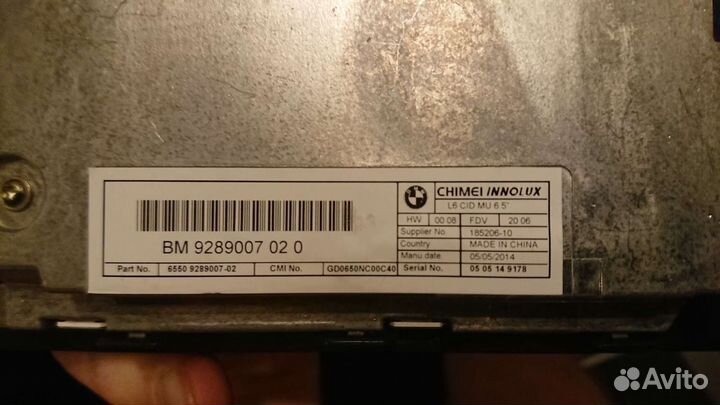 CHIMEI INNOLUX
L6 CID MU 6.5"
HW 00 08 FDV 20 06
Supplier No 185206-10
Country MADE IN CHINA
Manu date 05/05/2014
Serial No. 05 05 14 9178
BM 9289007 02 0
Part No. 6550 9289007-02 CMI No. GD0650NC00C40
Avito